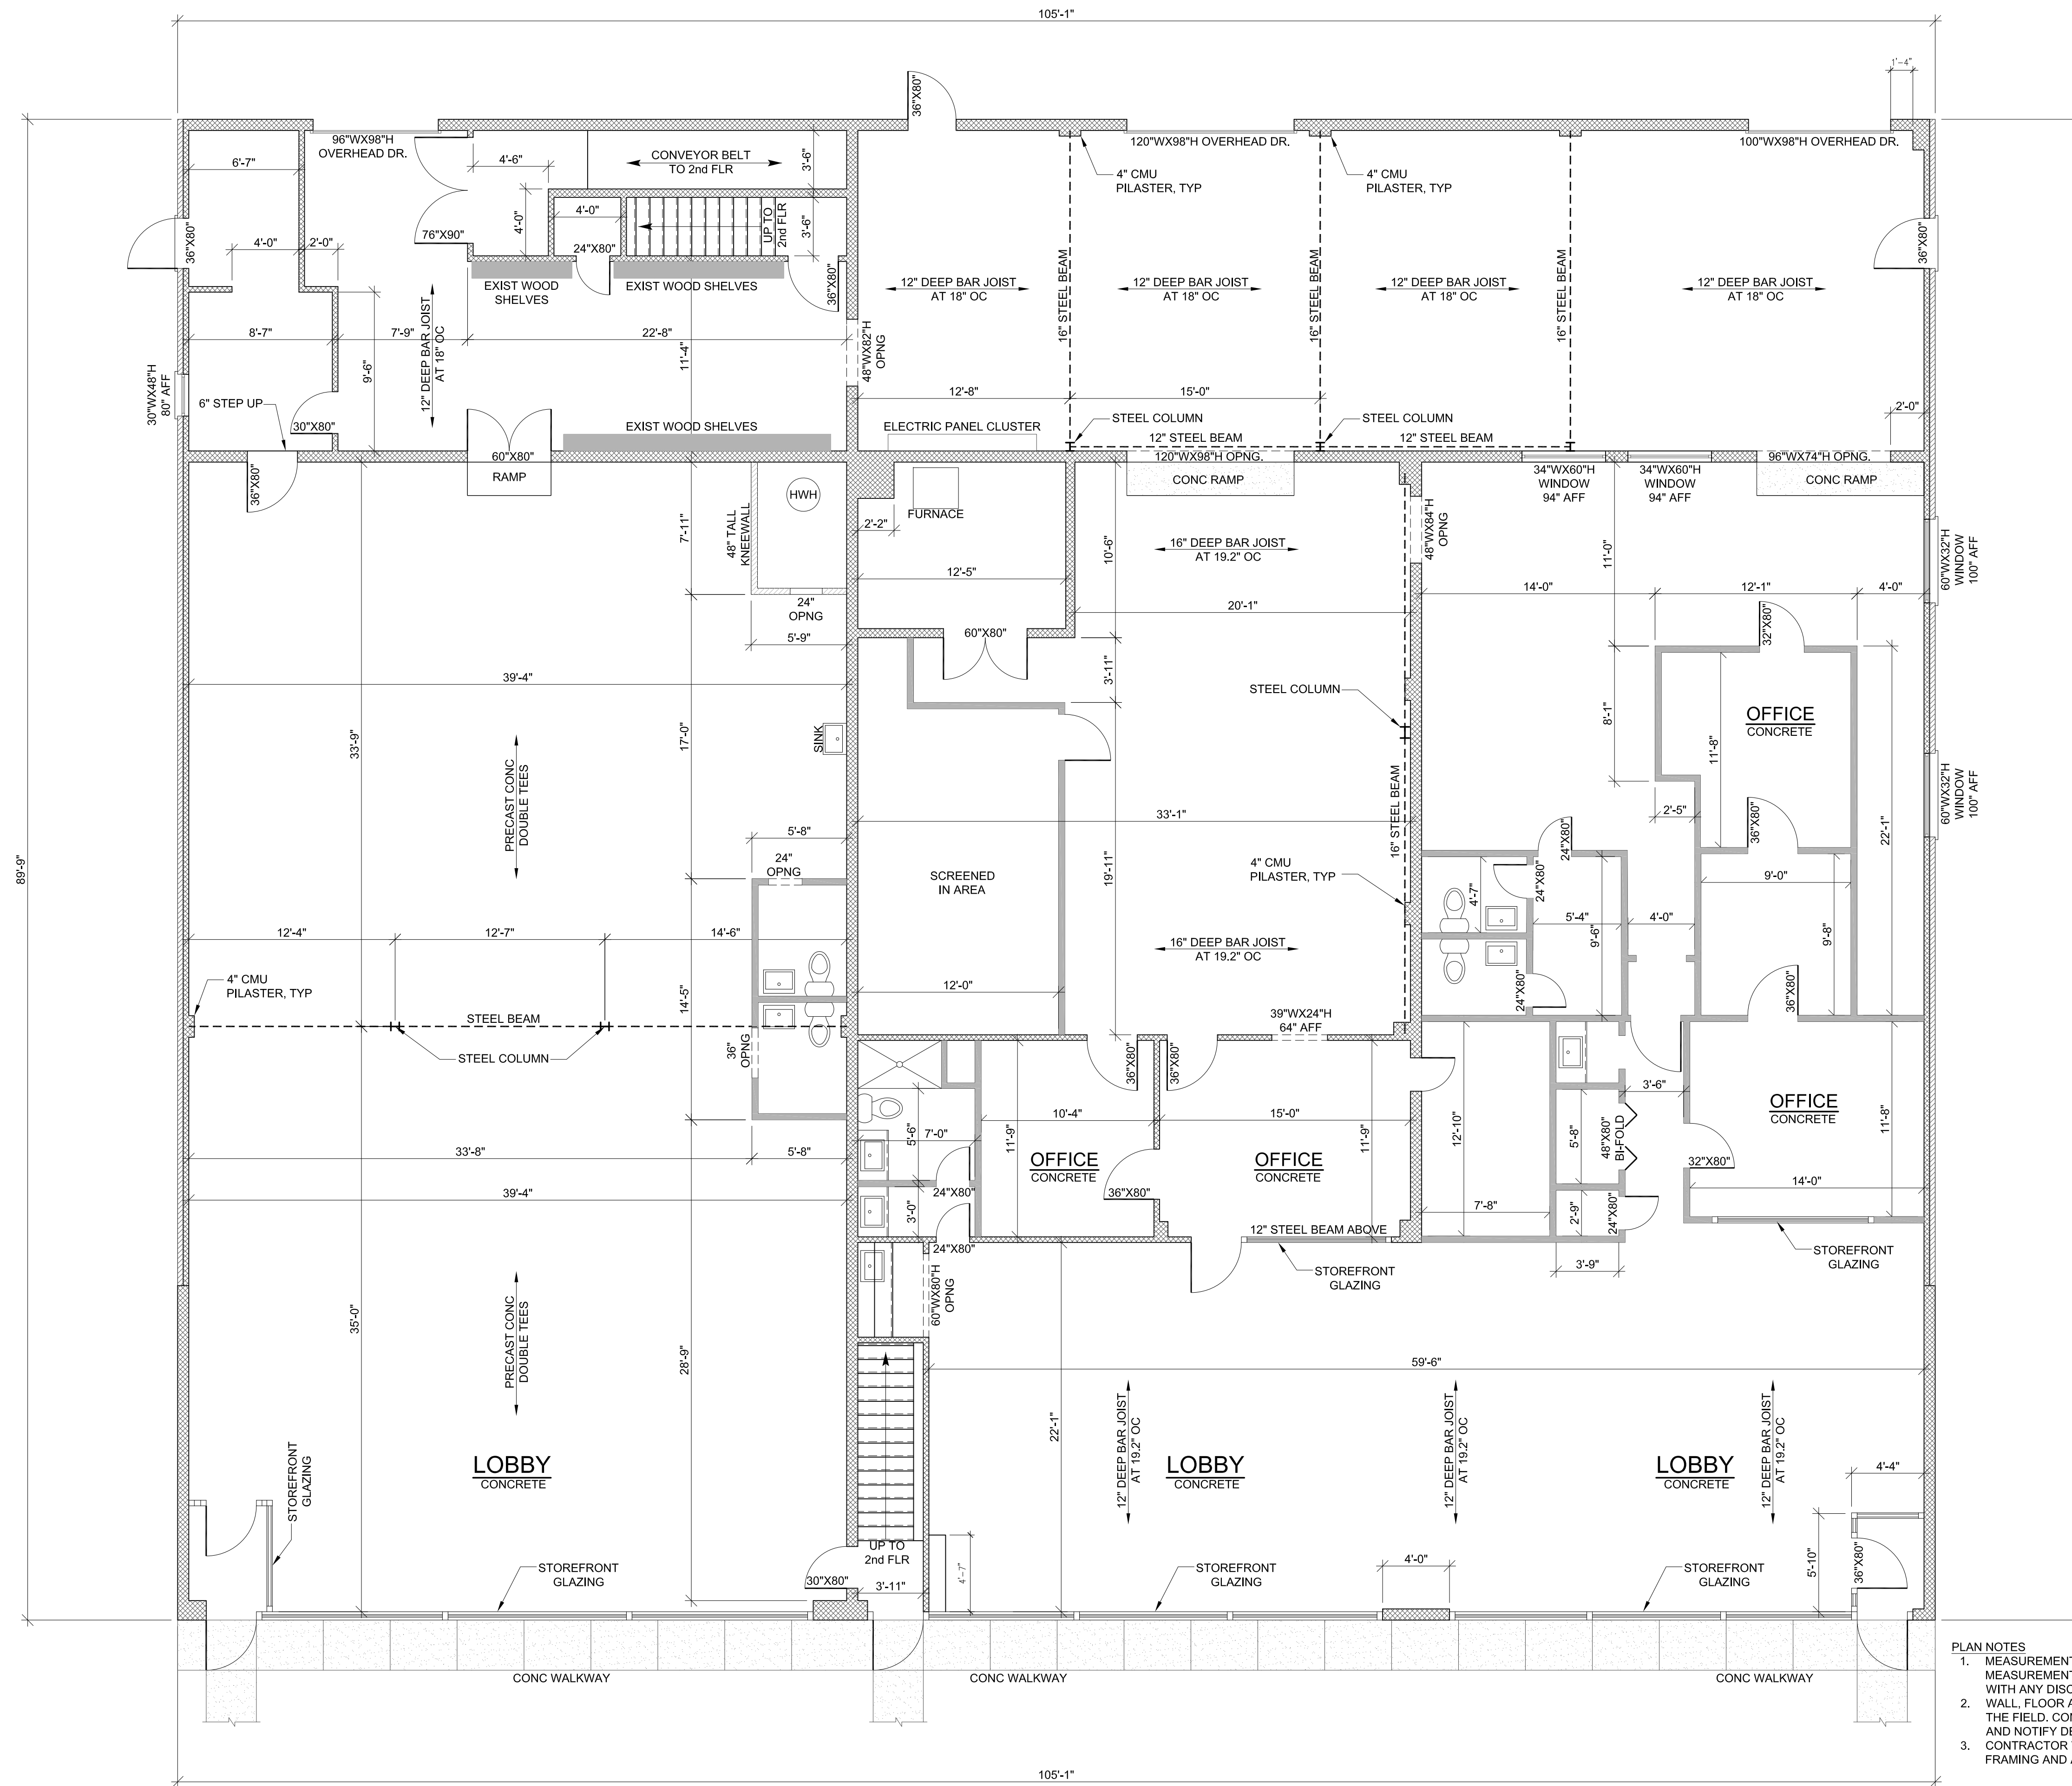 105'-1"
1'-4"
36"X80"
96"WX98"H
OVERHEAD DR.
120"WX98"H OVERHEAD DR.
100"WX98"H OVERHEAD DR.
6'-7"
4'-6"
CONVEYOR BELT
TO 2nd FLR
3'-6"
4" CMU
PILASTER, TYP
4" CMU
PILASTER, TYP
4'-0"
4'-0"
UP TO
2nd FLR
3'-6"
36"X80"
4'-0"
2'-0"
76"X90"
24"X80"
36"X80"
36"X80"
EXIST WOOD
SHELVES
EXIST WOOD SHELVES
12" DEEP BAR JOIST
AT 18" OC
16" STEEL BEAM
12" DEEP BAR JOIST
AT 18" OC
16" STEEL BEAM
12" DEEP BAR JOIST
AT 18" OC
16" STEEL BEAM
12" DEEP BAR JOIST
AT 18" OC
8'-7"
7'-9"
12" DEEP BAR JOIST
AT 18" OC
22'-8"
11'-4"
48"WX82"H
OPNG
30"WX48"H
80" AFF
9'-6"
6" STEP UP
30"X80"
12'-8"
15'-0"
2'-0"
STEEL COLUMN
STEEL COLUMN
EXIST WOOD SHELVES
ELECTRIC PANEL CLUSTER
12" STEEL BEAM
12" STEEL BEAM
60"X80"
RAMP
36"X80"
120"WX98"H OPNG.
CONC RAMP
34"WX60"H
WINDOW
94" AFF
34"WX60"H
WINDOW
94" AFF
96"WX74"H OPNG.
CONC RAMP
HWH
FURNACE
2'-2"
48" TALL
KNEEWALL
7'-11"
48"WX84"H
OPNG
16" DEEP BAR JOIST
AT 19.2" OC
10'-6"
11'-0"
60"WX32"H
WINDOW
100" AFF
12'-5"
14'-0"
12'-1"
4'-0"
24"
OPNG
5'-9"
20'-1"
60"X80"
32"X80"
3'-11"
39'-4"
STEEL COLUMN
8'-1"
OFFICE
CONCRETE
11'-8"
33'-9"
17'-0"
SINK
PRECAST CONC
DOUBLE TEES
16" STEEL BEAM
33'-1"
2'-5"
36"X80"
22'-1"
60"WX32"H
WINDOW
100" AFF
89'-9"
5'-8"
24"
OPNG
SCREENED
IN AREA
19'-11"
4" CMU
PILASTER, TYP
24"X80"
24"X80"
4'-7"
9'-0"
12'-4"
12'-7"
14'-6"
16" DEEP BAR JOIST
AT 19.2" OC
5'-4"
4'-0"
9'-6"
9'-8"
4" CMU
PILASTER, TYP
14'-5"
12'-0"
24"X80"
36"X80"
STEEL BEAM
STEEL COLUMN
36"
OPNG
39"WX24"H
64" AFF
36"X80"
36"X80"
10'-4"
15'-0"
3'-6"
OFFICE
CONCRETE
5'-6"
7'-0"
11'-9"
11'-9"
12'-10"
5'-8"
48"X80"
BI-FOLD
11'-8"
33'-8"
5'-8"
OFFICE
CONCRETE
OFFICE
CONCRETE
32"X80"
14'-0"
39'-4"
24"X80"
36"X80"
3'-0"
7'-8"
2'-9"
24"X80"
24"X80"
12" STEEL BEAM ABOVE
STOREFRONT
GLAZING
STOREFRONT
GLAZING
3'-9"
60"WX80"H
OPNG
35'-0"
PRECAST CONC
DOUBLE TEES
28'-9"
59'-6"
22'-1"
12" DEEP BAR JOIST
AT 19.2" OC
12" DEEP BAR JOIST
AT 19.2" OC
12" DEEP BAR JOIST
AT 19.2" OC
STOREFRONT
GLAZING
LOBBY
CONCRETE
LOBBY
CONCRETE
LOBBY
CONCRETE
4'-4"
UP TO
2nd FLR
STOREFRONT
GLAZING
30"X80"
3'-11"
4'-7"
STOREFRONT
GLAZING
4'-0"
STOREFRONT
GLAZING
5'-10"
36"X80"
CONC WALKWAY
CONC WALKWAY
CONC WALKWAY
PLAN NOTES
1. MEASUREMENT
MEASUREMENT
WITH ANY DISC
2. WALL, FLOOR A
THE FIELD. CO
AND NOTIFY DE
3. CONTRACTOR
FRAMING AND A
105'-1"